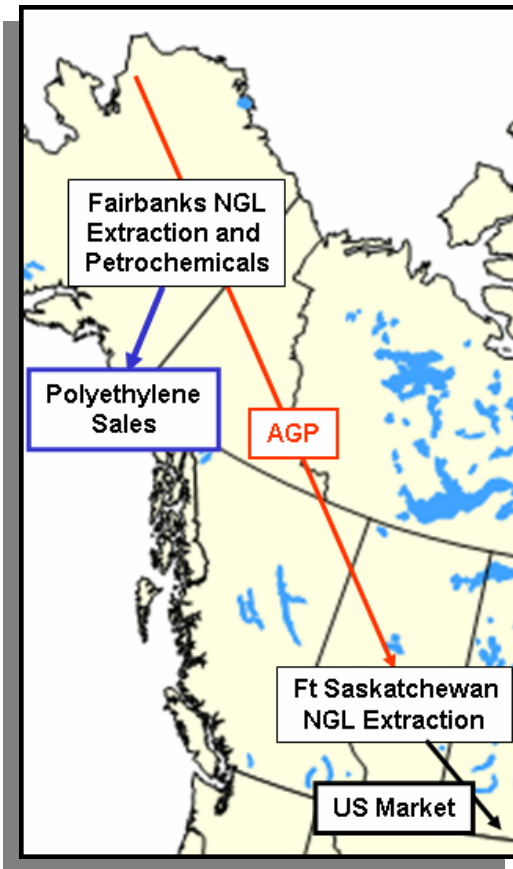 Fairbanks NGL
Extraction and
Petrochemicals
Polyethylene
Sales
AGP
Ft Saskatchewan
NGL Extraction
US Market